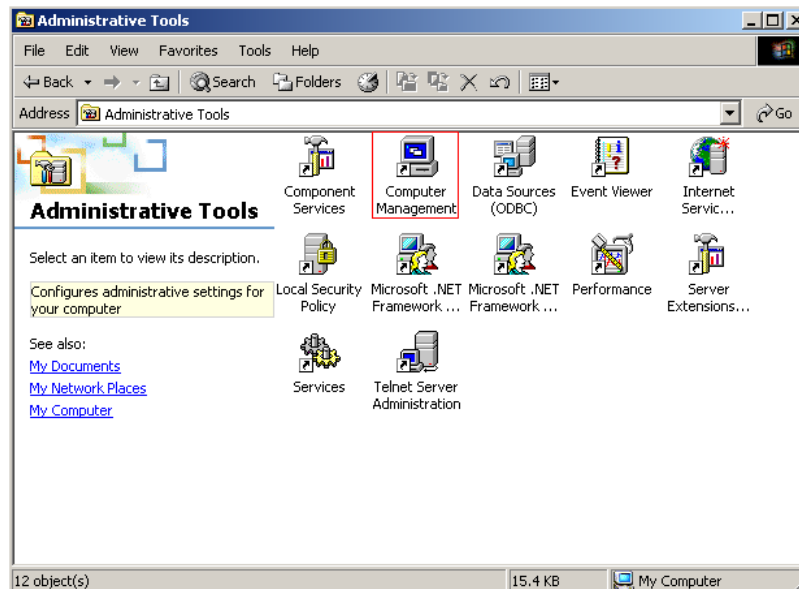 Administrative Tools
File Edit View Favorites Tools Help
Back Search Folders
Address Administrative Tools Go
Administrative Tools
Select an item to view its description.
Configures administrative settings for
your computer
See also:
My Documents
My Network Places
My Computer
Component
Services
Computer
Management
Data Sources
(ODBC)
Event Viewer
Internet
Servic...
Local Security
Policy
Microsoft .NET
Framework ...
Microsoft .NET
Framework ...
Performance
Server
Extensions...
Services
Telnet Server
Administration
12 object(s) 15.4 KB My Computer